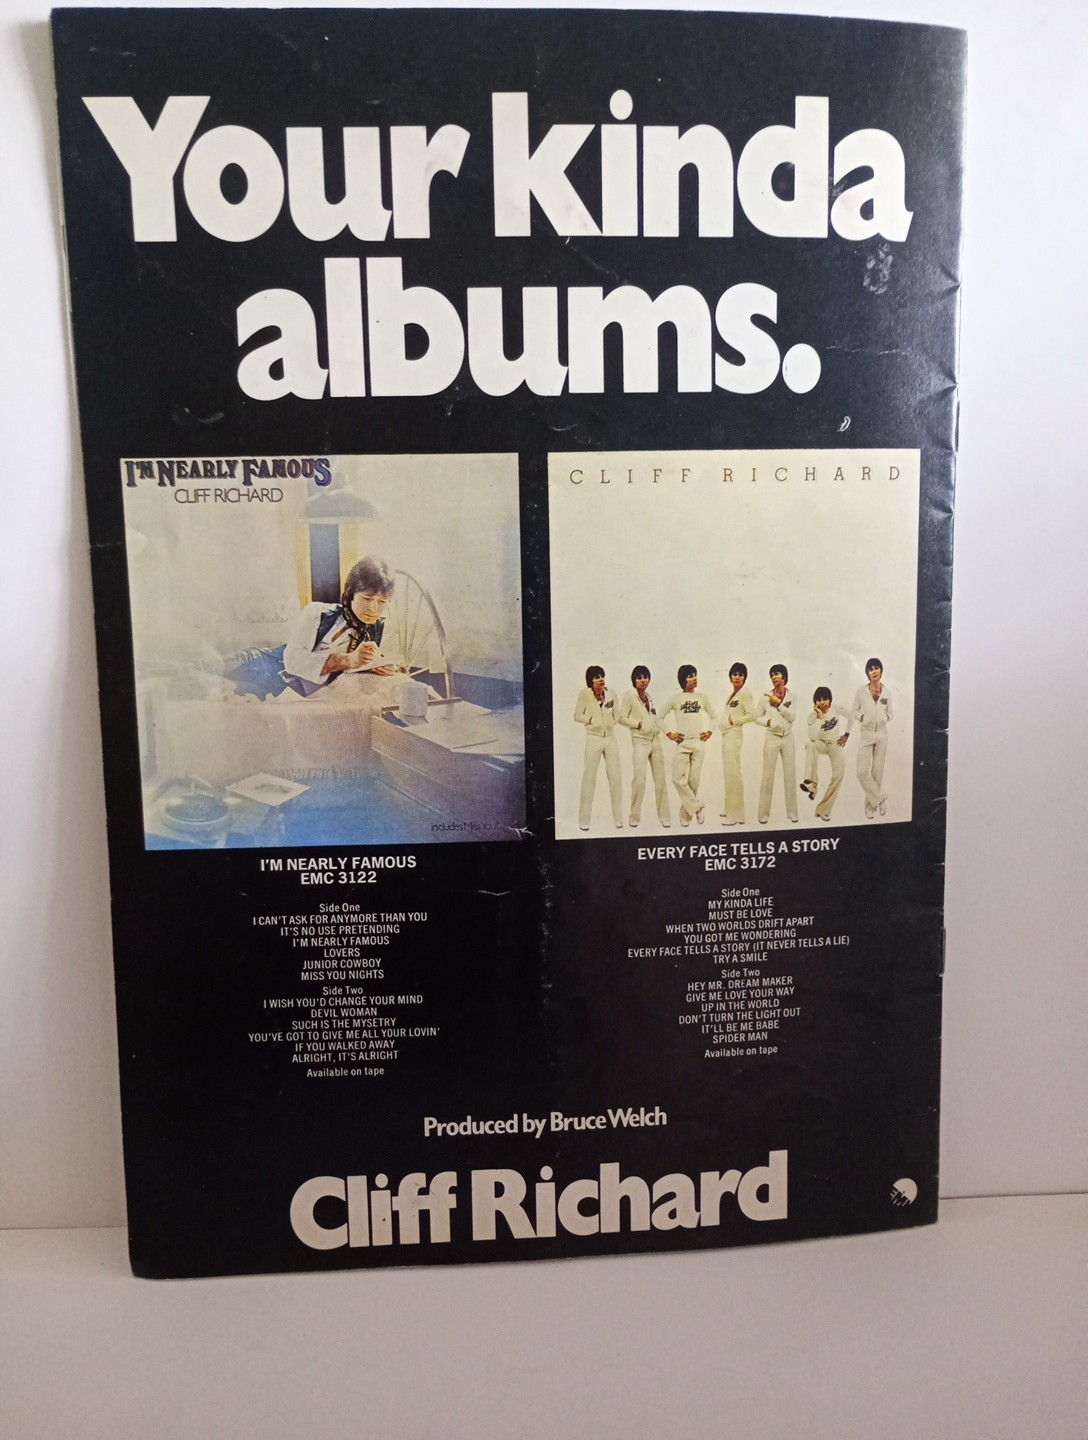 Your kinda
albums.
I'M NEARLY FAMOUS
CLIFF RICHARD
includes Miss You
CLIFF RICHARD
I'M NEARLY FAMOUS
EMC 3122
Side One
I CAN'T ASK FOR ANYMORE THAN YOU
IT'S NO USE PRETENDING
I'M NEARLY FAMOUS
LOVERS
JUNIOR COWBOY
MISS YOU NIGHTS
Side Two
I WISH YOU'D CHANGE YOUR MIND
DEVIL WOMAN
SUCH IS THE MYSETRY
YOU'VE GOT TO GIVE ME ALL YOUR LOVIN'
IF YOU WALKED AWAY
ALRIGHT, IT'S ALRIGHT
Available on tape
EVERY FACE TELLS A STORY
EMC 3172
Side One
MY KINDA LIFE
MUST BE LOVE
WHEN TWO WORLDS DRIFT APART
YOU GOT ME WONDERING
EVERY FACE TELLS A STORY (IT NEVER TELLS A LIE)
TRY A SMILE
Side Two
HEY MR. DREAM MAKER
GIVE ME LOVE YOUR WAY
UP IN THE WORLD
DON'T TURN THE LIGHT OUT
IT'LL BE ME BABE
SPIDER MAN
Available on tape
Produced by Bruce Welch
Cliff Richard
EMI